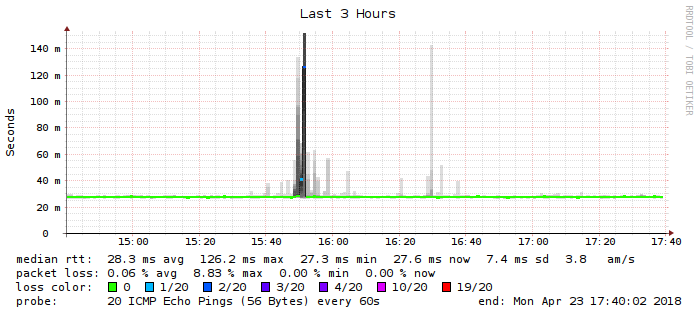 Last 3 Hours
RRDTOOL / TOBI OETIKER
Seconds
140 m
120 m
100 m
80 m
60 m
40 m
20 m
0
15:00 15:20 15:40 16:00 16:20 16:40 17:00 17:20 17:40
median rtt: 28.3 ms avg 126.2 ms max 27.3 ms min 27.6 ms now 7.4 ms sd 3.8 am/s
packet loss: 0.06 % avg 8.83 % max 0.00 % min 0.00 % now
loss color: 0 1/20 2/20 3/20 4/20 10/20 19/20
probe: 20 ICMP Echo Pings (56 Bytes) every 60s end: Mon Apr 23 17:40:02 2018